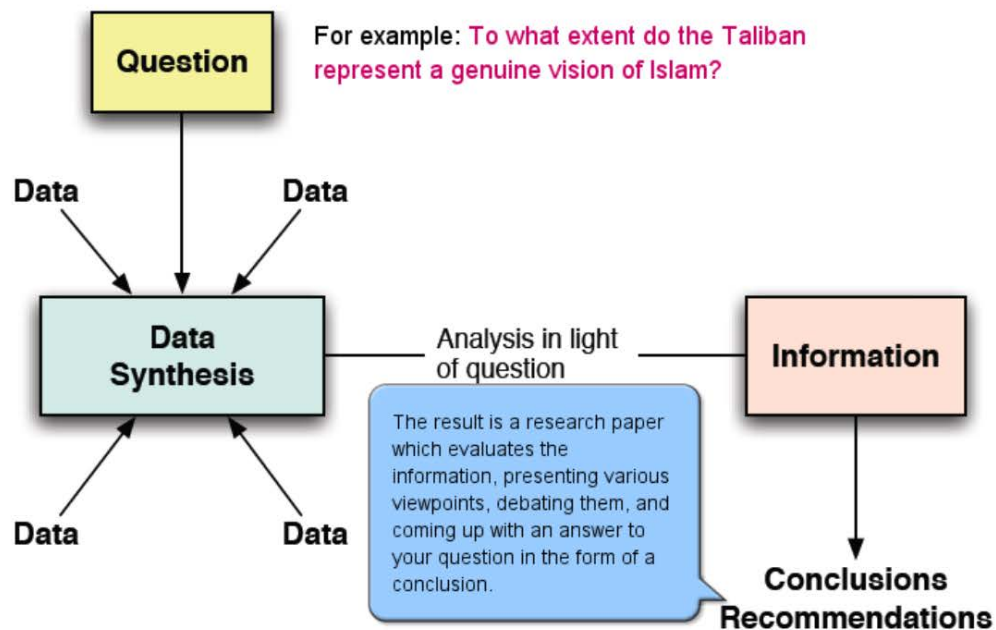 Question
For example: To what extent do the Taliban
represent a genuine vision of Islam?
Data
Data
Data
Synthesis
Analysis in light
of question
Information
The result is a research paper
which evaluates the
information, presenting various
viewpoints, debating them, and
coming up with an answer to
your question in the form of a
conclusion.
Data
Data
Conclusions
Recommendations